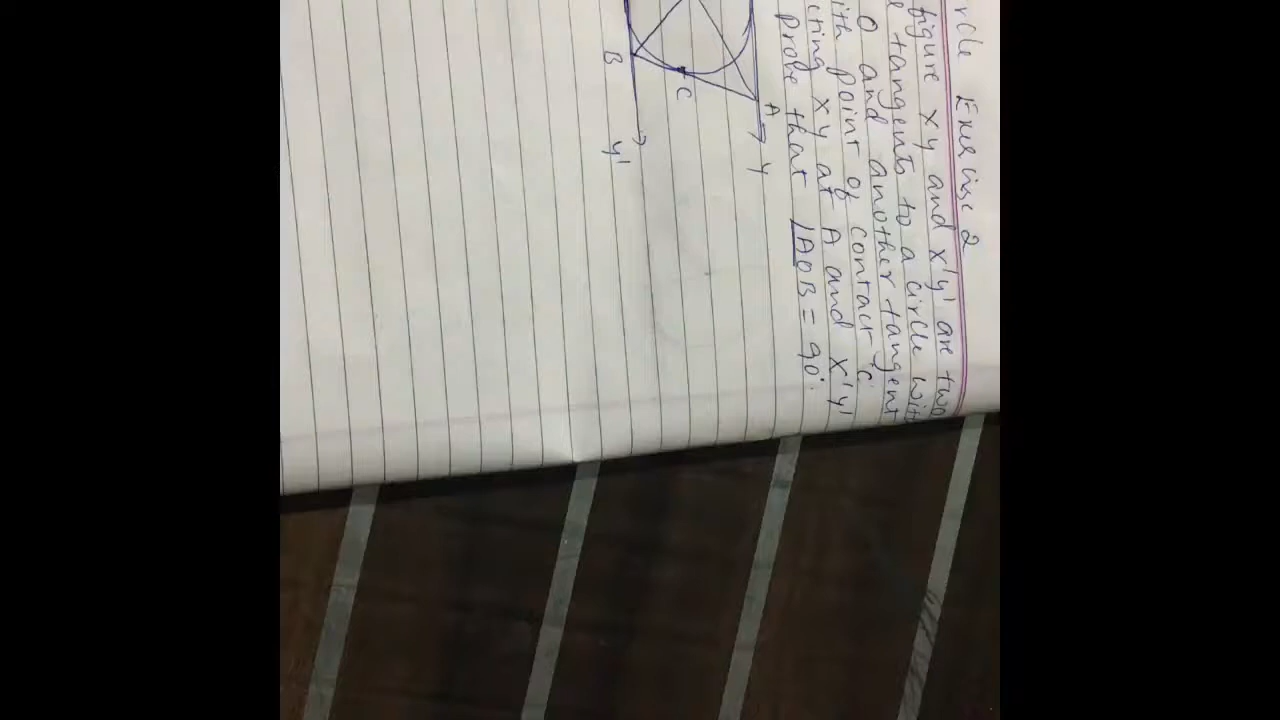 rcle Exercise 2
figure xy and x'y' are two
tangents to a circle with
O and another tangent
ith point of contact C
cting xy at A and x'y'
Probe that ∠AOB = 90°.
A
y
C
B
y'